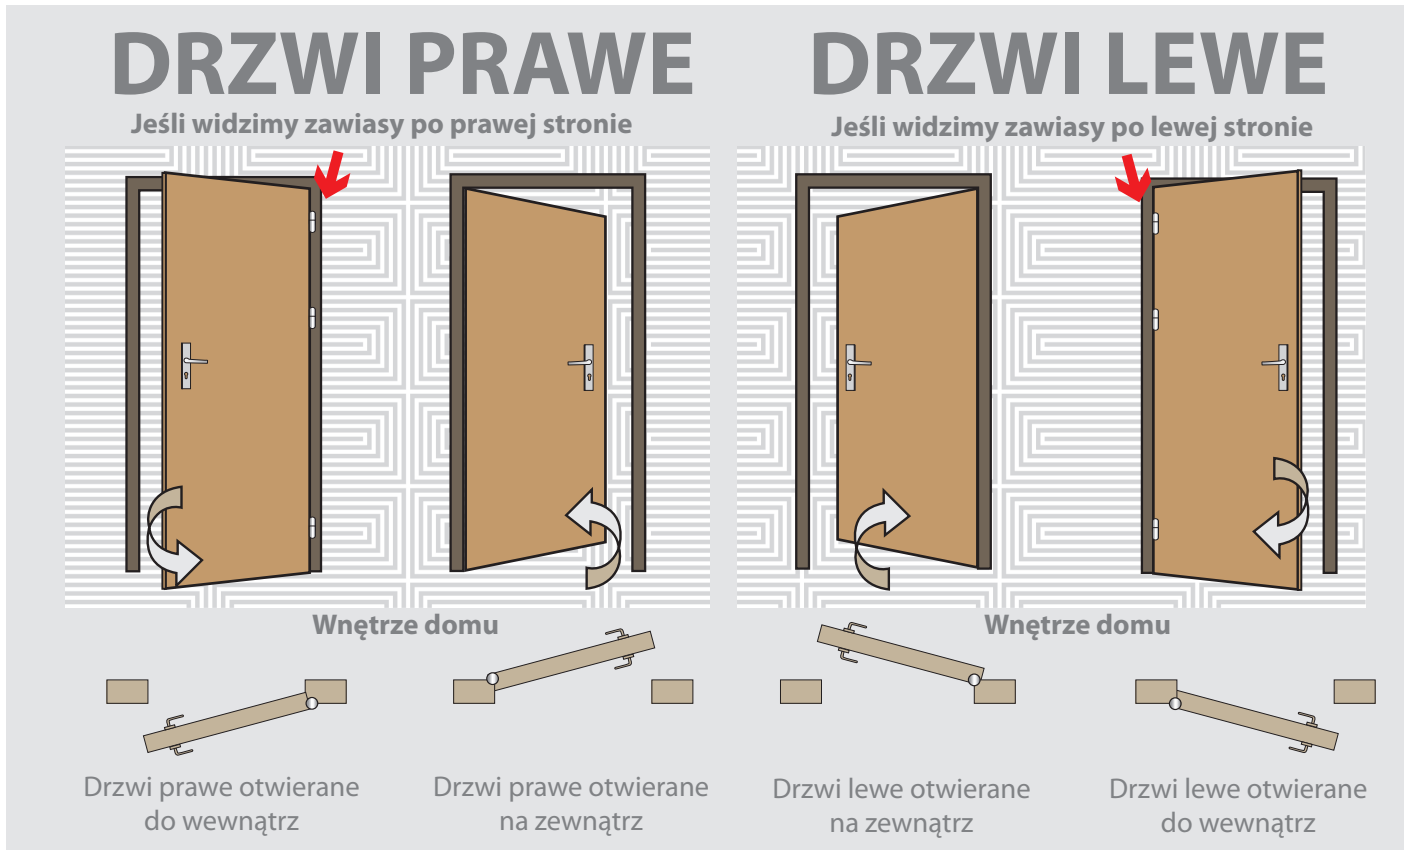 DRZWI PRAWE
Jeśli widzimy zawiasy po prawej stronie
DRZWI LEWE
Jeśli widzimy zawiasy po lewej stronie
Wnętrze domu
Wnętrze domu
Drzwi prawe otwierane
do wewnątrz
Drzwi prawe otwierane
na zewnątrz
Drzwi lewe otwierane
na zewnątrz
Drzwi lewe otwierane
do wewnątrz